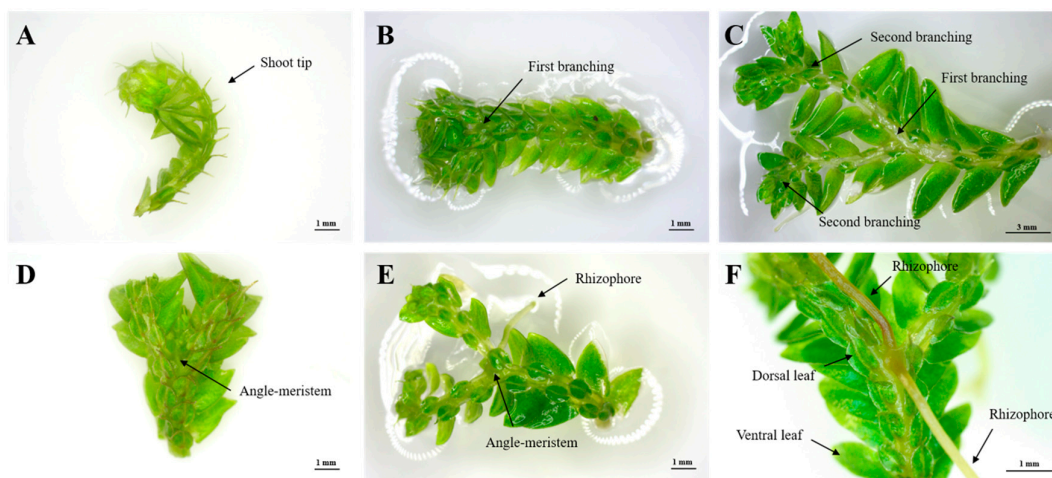 A
Shoot tip
1 mm
B
First branching
1 mm
C
Second branching
First branching
Second branching
3 mm
D
Angle-meristem
1 mm
E
Rhizophore
Angle-meristem
1 mm
F
Rhizophore
Dorsal leaf
Ventral leaf
Rhizophore
1 mm